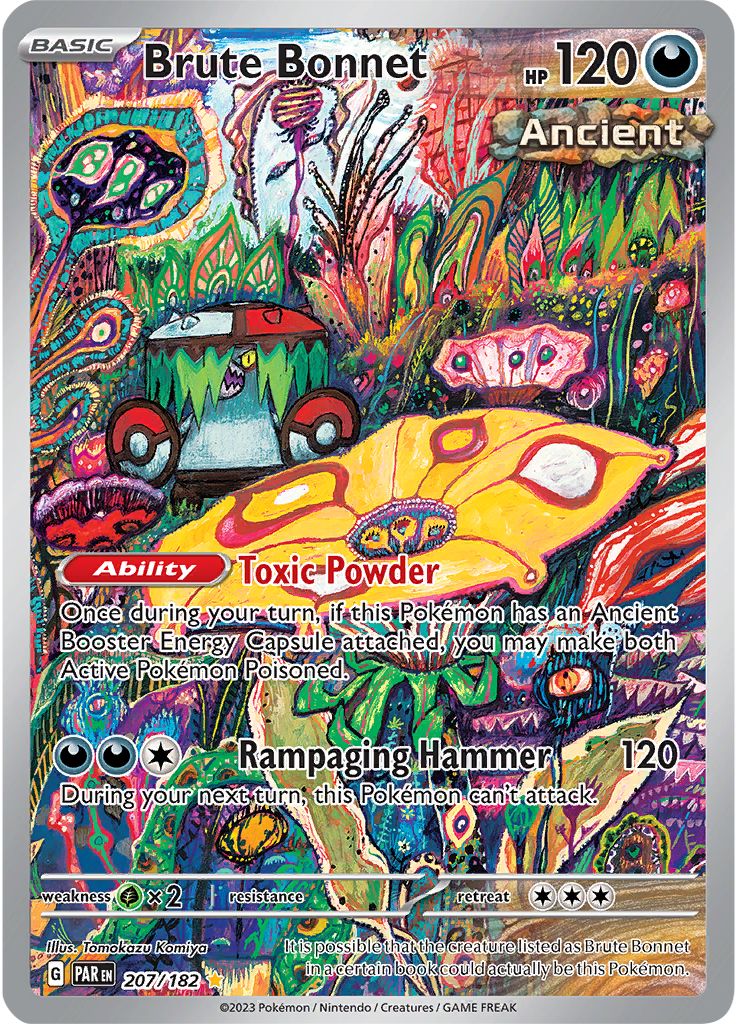 BASIC
Brute Bonnet
HP 120
Ancient
Ability Toxic Powder
Once during your turn, if this Pokémon has an Ancient
Booster Energy Capsule attached, you may make both
Active Pokémon Poisoned.
Rampaging Hammer 120
During your next turn, this Pokémon can't attack.
weakness ×2 resistance retreat
Illus. Tomokazu Komiya
It is possible that the creature listed as Brute Bonnet
in a certain book could actually be this Pokémon.
G PAR EN 207/182
©2023 Pokémon / Nintendo / Creatures / GAME FREAK